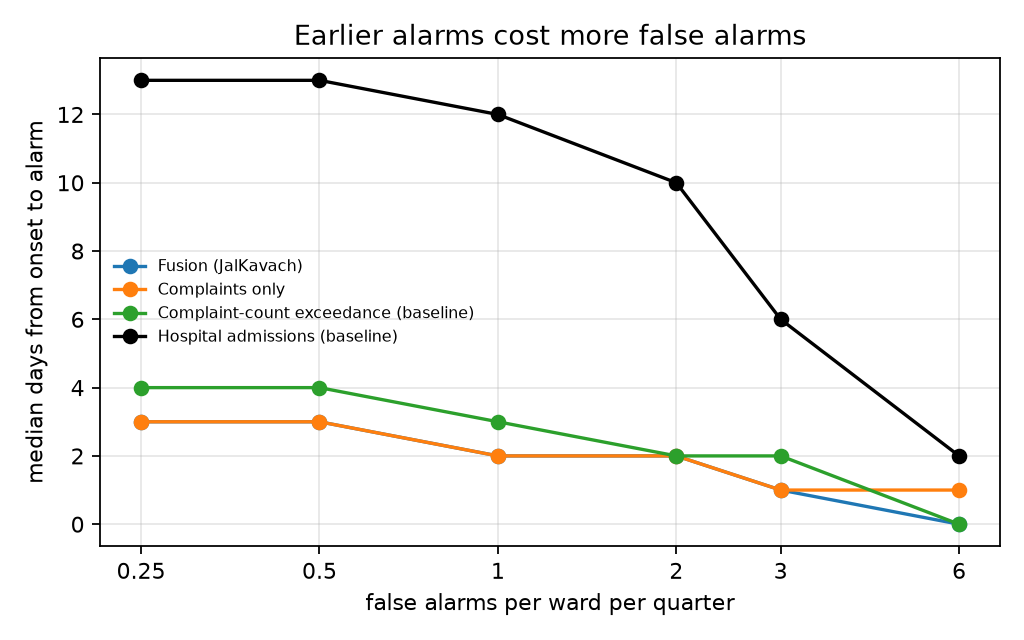 Earlier alarms cost more false alarms
median days from onset to alarm
12
10
8
6
4
2
0
Fusion (JalKavach)
Complaints only
Complaint-count exceedance (baseline)
Hospital admissions (baseline)
0.25 0.5 1 2 3 6
false alarms per ward per quarter